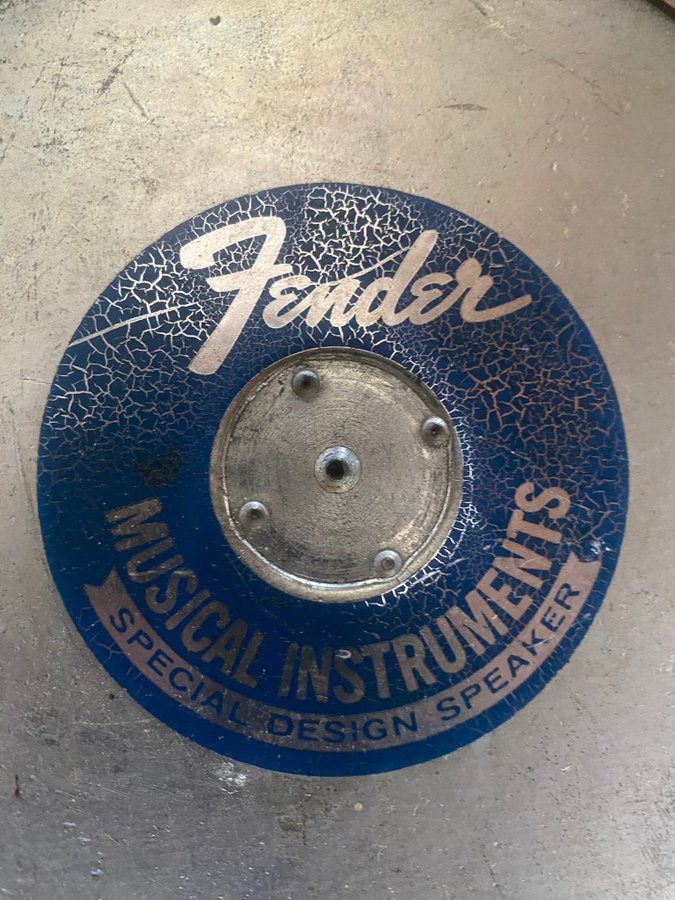 Fender
MUSICAL INSTRUMENTS
SPECIAL DESIGN SPEAKER